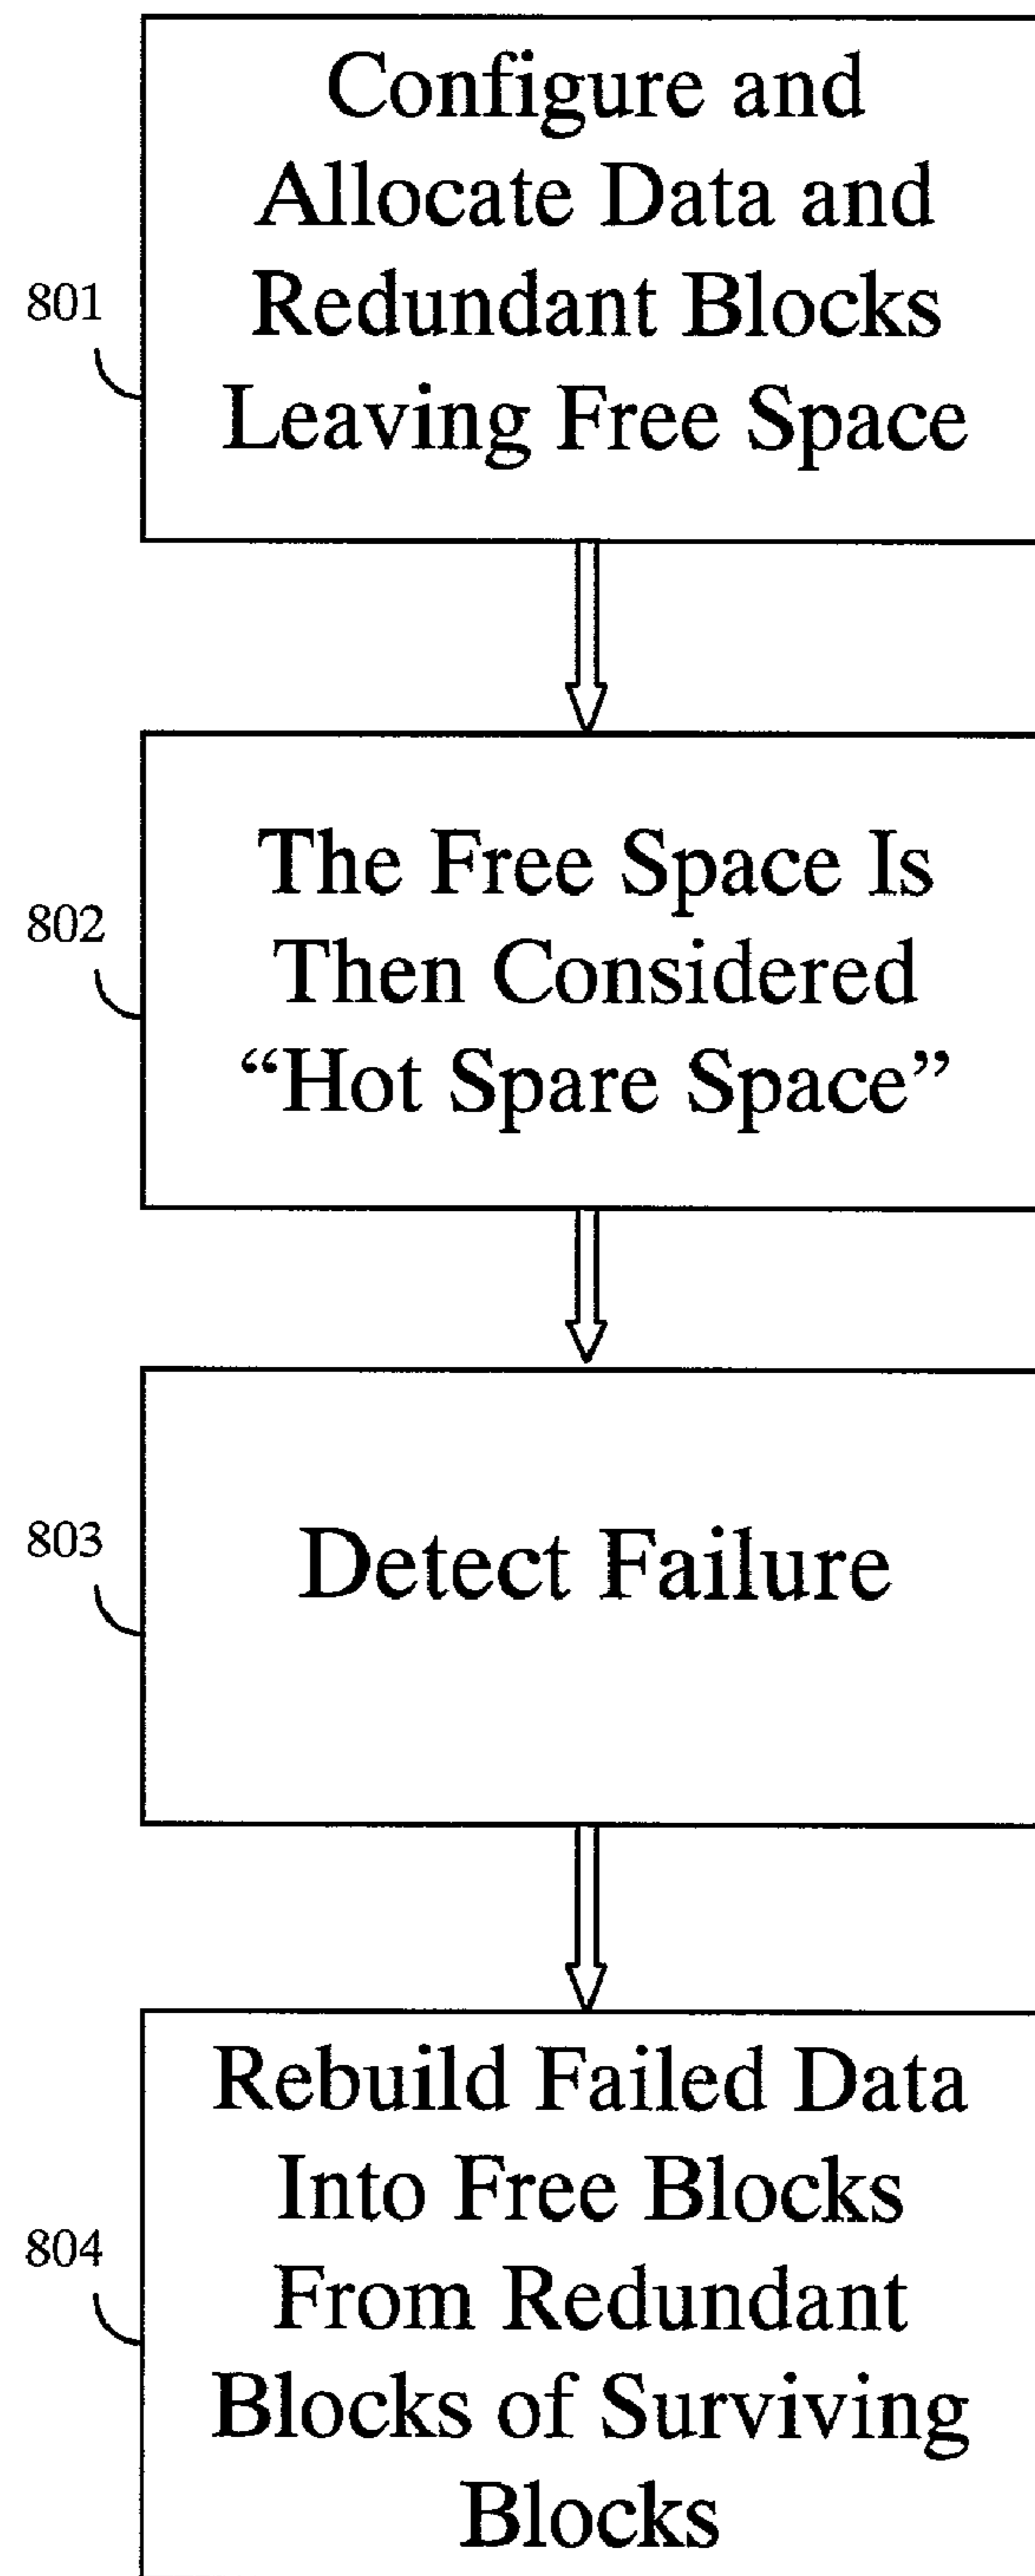 Configure and
Allocate Data and
Redundant Blocks
Leaving Free Space
801
The Free Space Is
Then Considered
“Hot Spare Space”
802
Detect Failure
803
Rebuild Failed Data
Into Free Blocks
From Redundant
Blocks of Surviving
Blocks
804